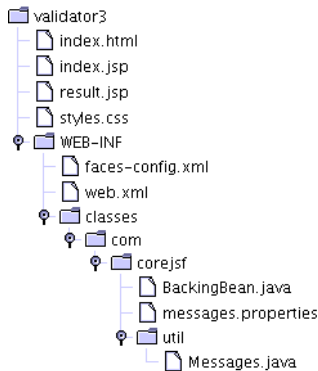 validator3
index.html
index.jsp
result.jsp
styles.css
WEB-INF
faces-config.xml
web.xml
classes
com
corejsf
BackingBean.java
messages.properties
util
Messages.java